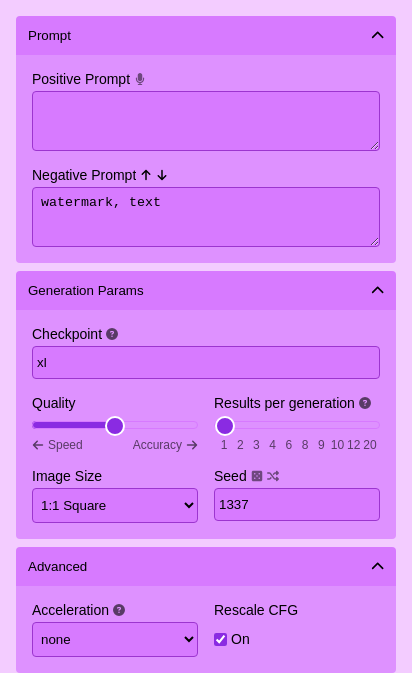 Prompt
Positive Prompt
Negative Prompt
watermark, text
Generation Params
Checkpoint ?
xl
Quality
Results per generation ?
← Speed Accuracy →
1 2 3 4 6 8 9 10 12 20
Image Size
Seed
1:1 Square
1337
Advanced
Acceleration ?
Rescale CFG
none
On